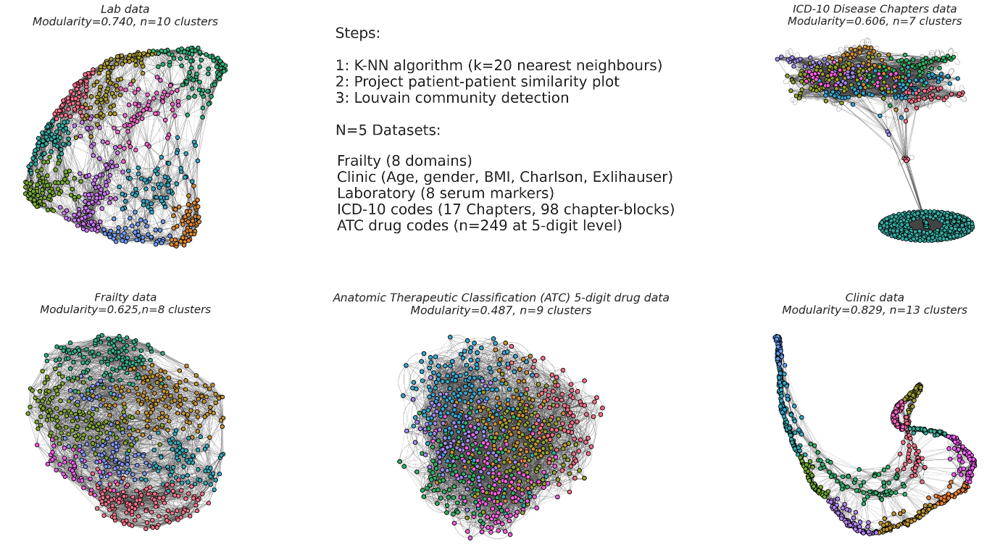 Lab data
Modularity=0.740, n=10 clusters
Steps:
1: K-NN algorithm (k=20 nearest neighbours)
2: Project patient-patient similarity plot
3: Louvain community detection
N=5 Datasets:
Frailty (8 domains)
Clinic (Age, gender, BMI, Charlson, Exlihauser)
Laboratory (8 serum markers)
ICD-10 codes (17 Chapters, 98 chapter-blocks)
ATC drug codes (n=249 at 5-digit level)
ICD-10 Disease Chapters data
Modularity=0.606, n=7 clusters
Frailty data
Modularity=0.625,n=8 clusters
Anatomic Therapeutic Classification (ATC) 5-digit drug data
Modularity=0.487, n=9 clusters
Clinic data
Modularity=0.829, n=13 clusters